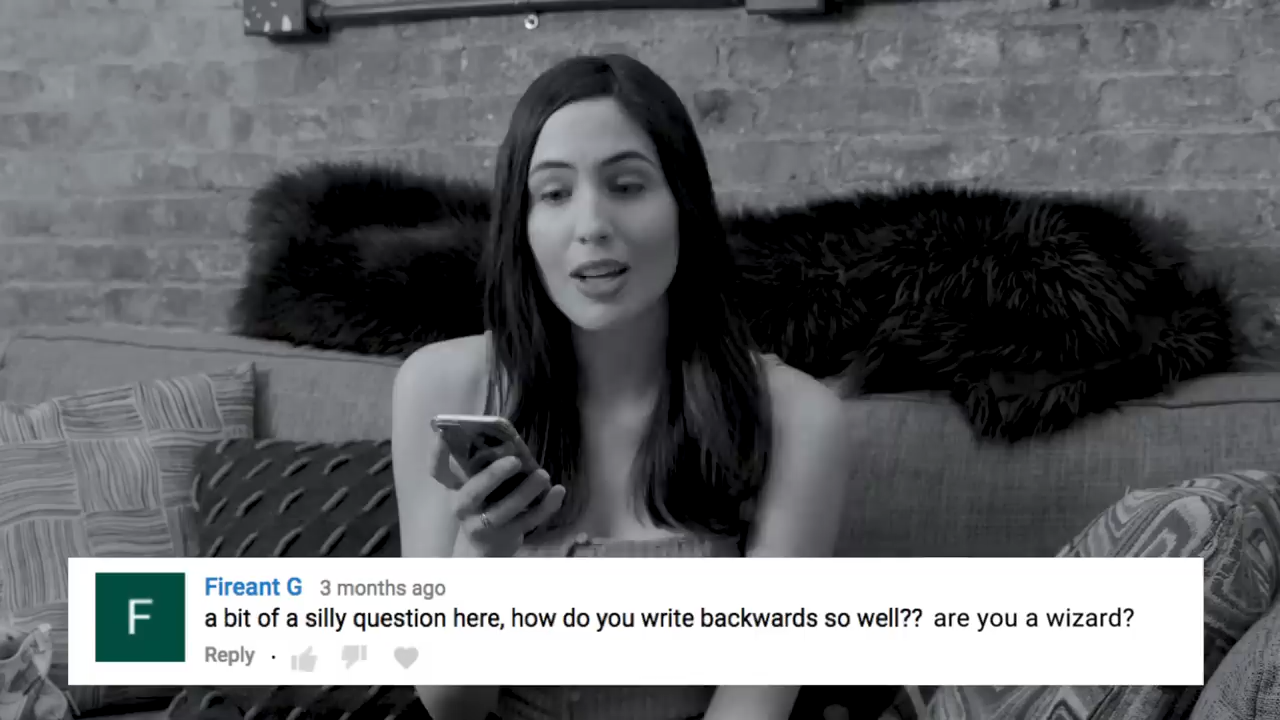 F
Fireant G 3 months ago
a bit of a silly question here, how do you write backwards so well?? are you a wizard?
Reply ·